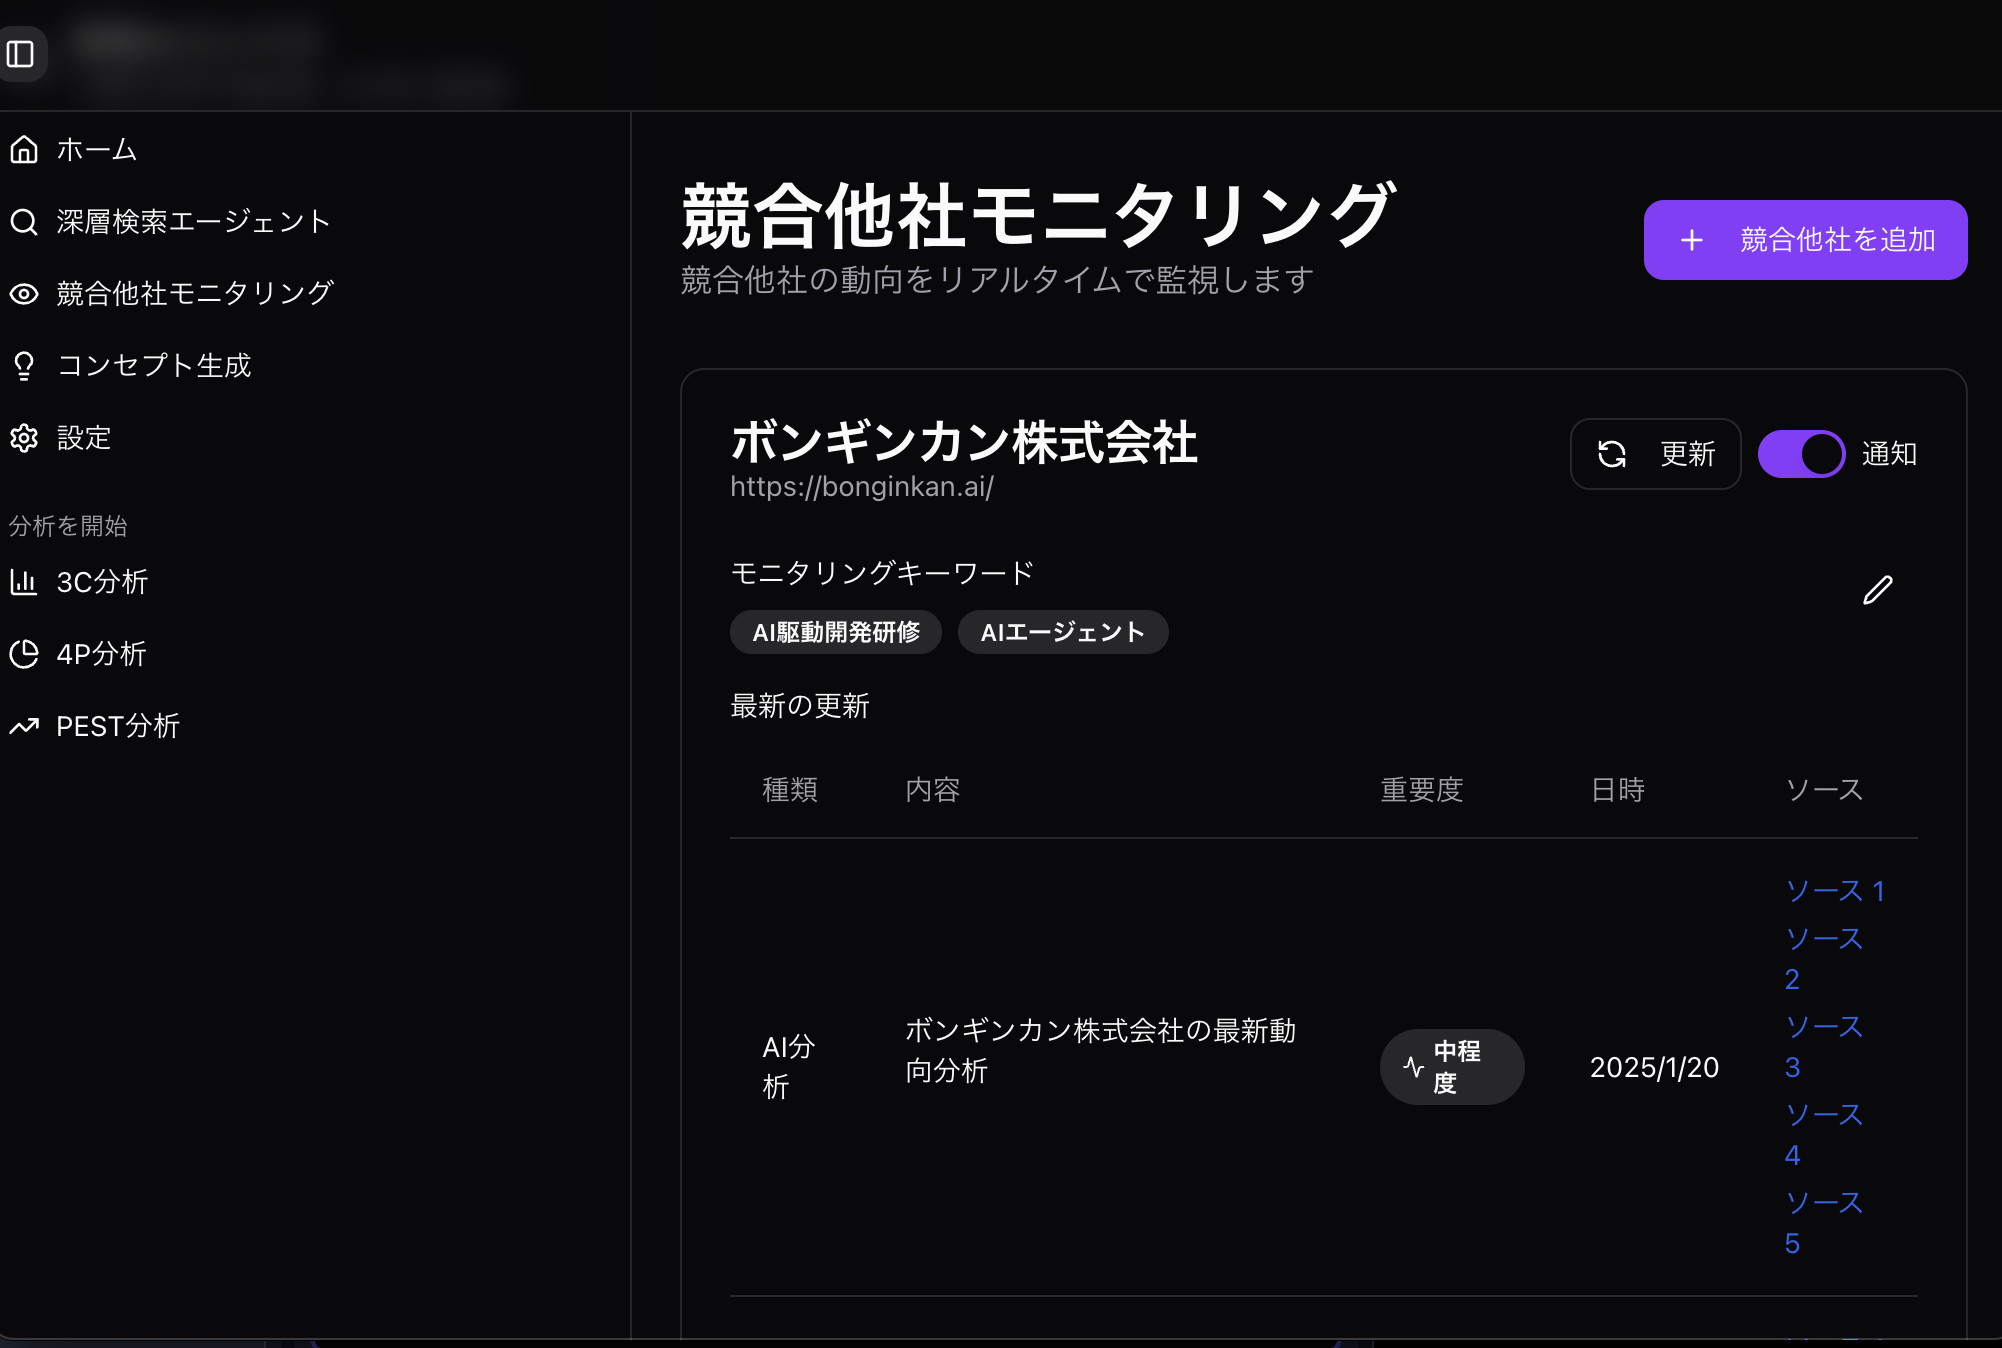 ホーム
深層検索エージェント
競合他社モニタリング
コンセプト生成
設定
分析を開始
3C分析
4P分析
PEST分析
競合他社モニタリング
競合他社の動向をリアルタイムで監視します
競合他社を追加
ボンギンカン株式会社
https://bonginkan.ai/
更新
通知
モニタリングキーワード
AI駆動開発研修
AIエージェント
最新の更新
種類 内容 重要度 日時 ソース
AI分
析
ボンギンカン株式会社の最新動
向分析
中程
度
2025/1/20
ソース 1
ソース
2
ソース
3
ソース
4
ソース
5